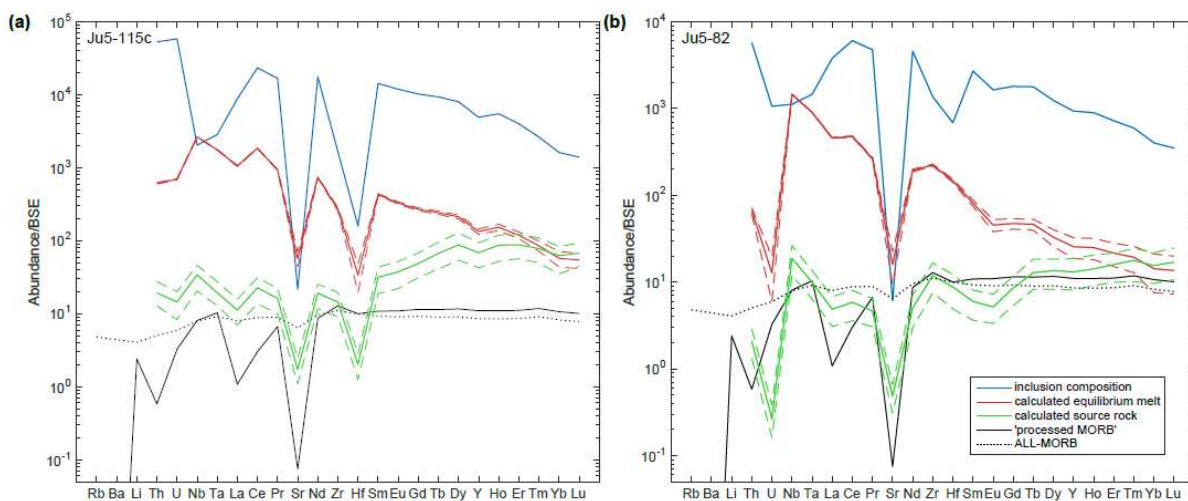 (a)
Ju5-115c
10^5
10^4
10^3
10^2
10^1
10^0
10^-1
Abundance/BSE
Rb Ba Li Th U Nb Ta La Ce Pr Sr Nd Zr Hf Sm Eu Gd Tb Dy Y Ho Er Tm Yb Lu
(b)
Ju5-82
10^4
10^3
10^2
10^1
10^0
10^-1
Abundance/BSE
inclusion composition
calculated equilibrium melt
calculated source rock
'processed MORB'
ALL-MORB
Rb Ba Li Th U Nb Ta La Ce Pr Sr Nd Zr Hf Sm Eu Gd Tb Dy Y Ho Er Tm Yb Lu